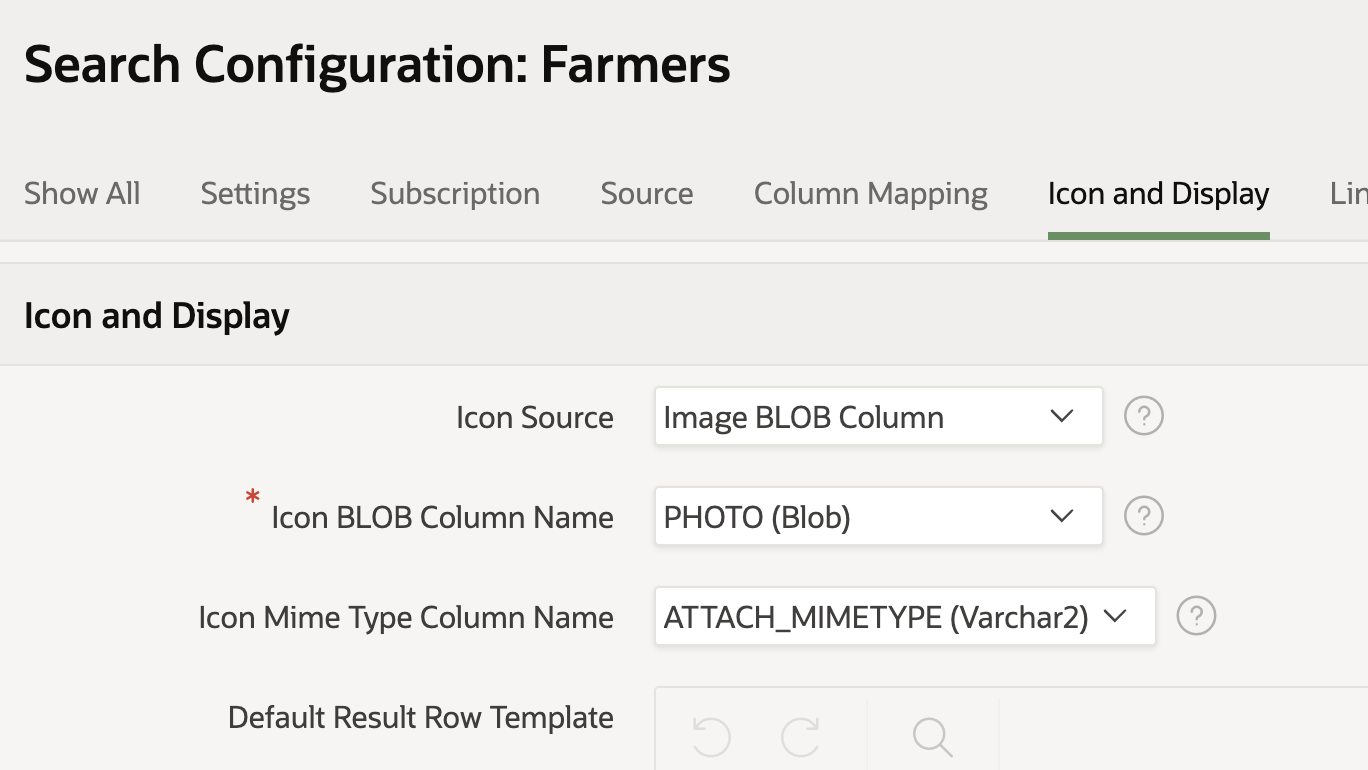 Search Configuration: Farmers
Show All Settings Subscription Source Column Mapping Icon and Display Lin
Icon and Display
Icon Source Image BLOB Column ?
* Icon BLOB Column Name PHOTO (Blob) ?
Icon Mime Type Column Name ATTACH_MIMETYPE (Varchar2) ?
Default Result Row Template